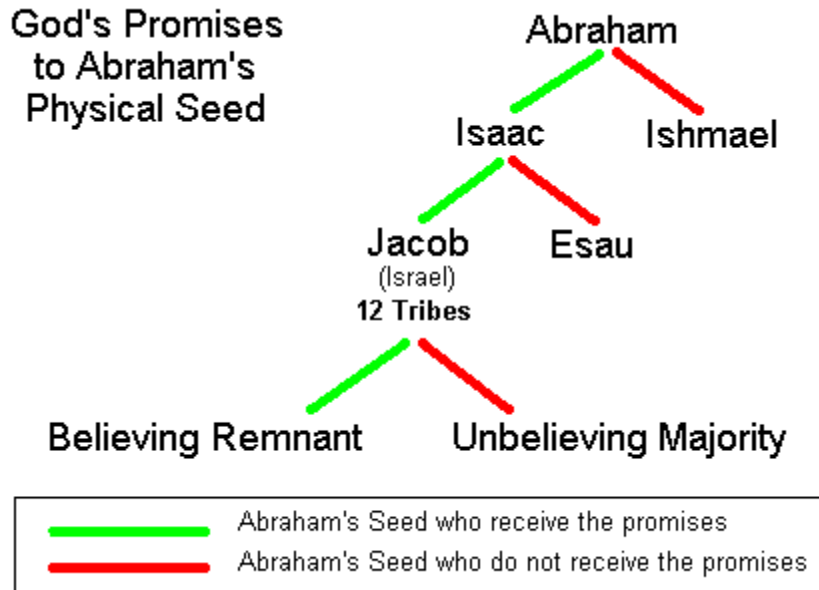 God's Promises
to Abraham's
Physical Seed
Abraham
Isaac
Ishmael
Jacob
(Israel)
12 Tribes
Esau
Believing Remnant
Unbelieving Majority
Abraham's Seed who receive the promises
Abraham's Seed who do not receive the promises